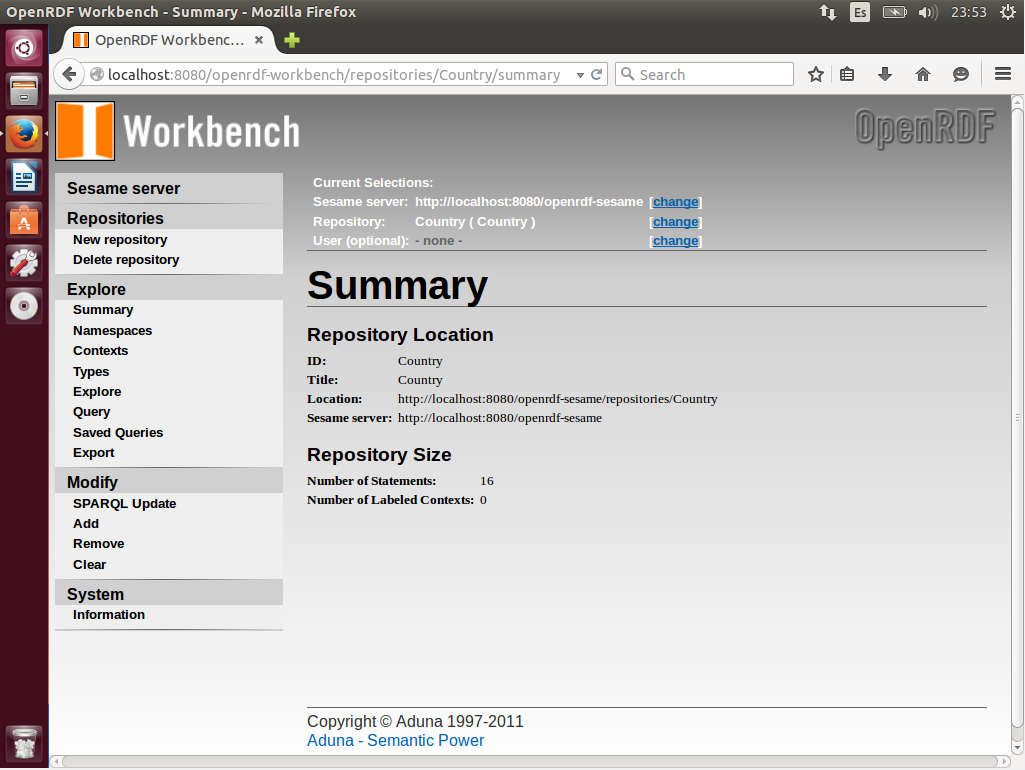 OpenRDF Workbench - Summary - Mozilla Firefox
Es
23:53
OpenRDF Workbenc...
localhost:8080/openrdf-workbench/repositories/Country/summary
Search
Workbench
OpenRDF
Sesame server
Repositories
New repository
Delete repository
Explore
Summary
Namespaces
Contexts
Types
Explore
Query
Saved Queries
Export
Modify
SPARQL Update
Add
Remove
Clear
System
Information
Current Selections:
Sesame server: http://localhost:8080/openrdf-sesame [change]
Repository: Country ( Country ) [change]
User (optional): - none - [change]
Summary
Repository Location
ID: Country
Title: Country
Location: http://localhost:8080/openrdf-sesame/repositories/Country
Sesame server: http://localhost:8080/openrdf-sesame
Repository Size
Number of Statements: 16
Number of Labeled Contexts: 0
Copyright © Aduna 1997-2011
Aduna - Semantic Power